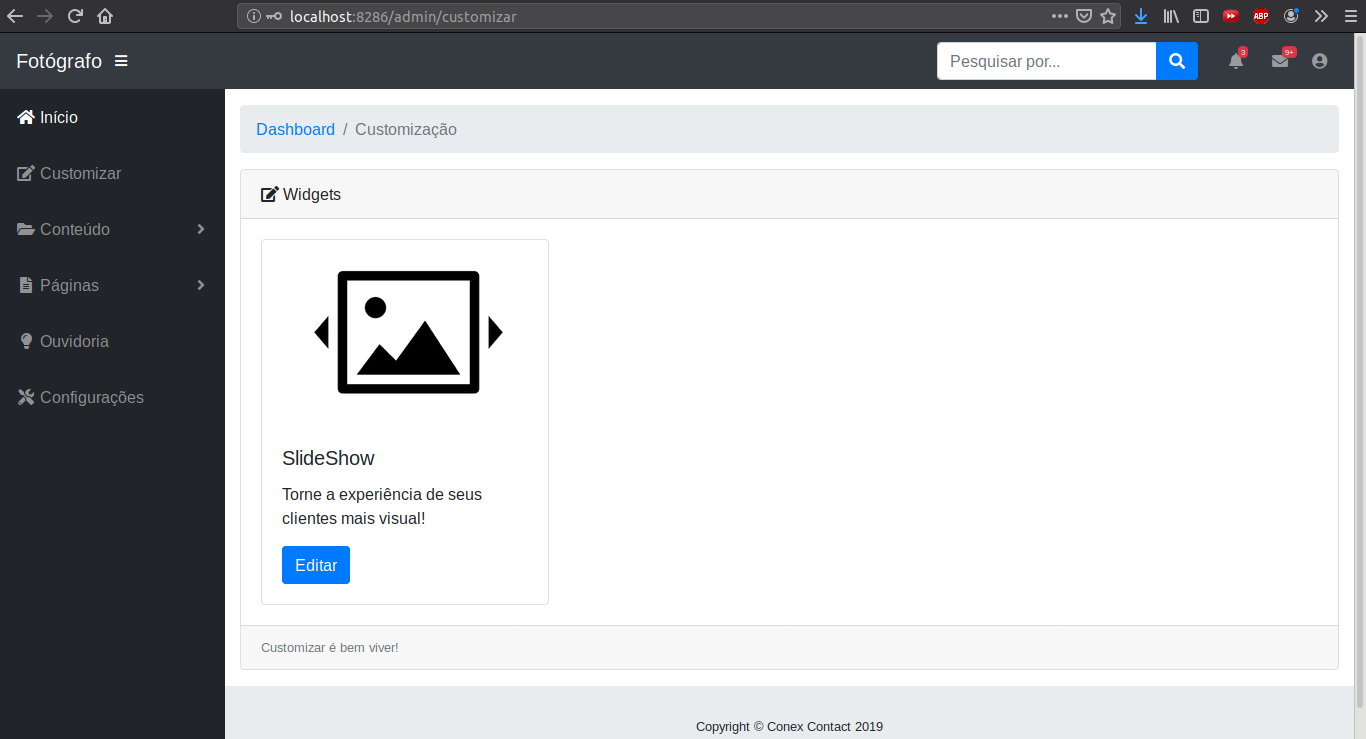 localhost:8286/admin/customizar
ABP
Fotógrafo
Pesquisar por...
3
9+
Início
Customizar
Conteúdo
Páginas
Ouvidoria
Configurações
Dashboard / Customização
Widgets
SlideShow
Torne a experiência de seus
clientes mais visual!
Editar
Customizar é bem viver!
Copyright © Conex Contact 2019